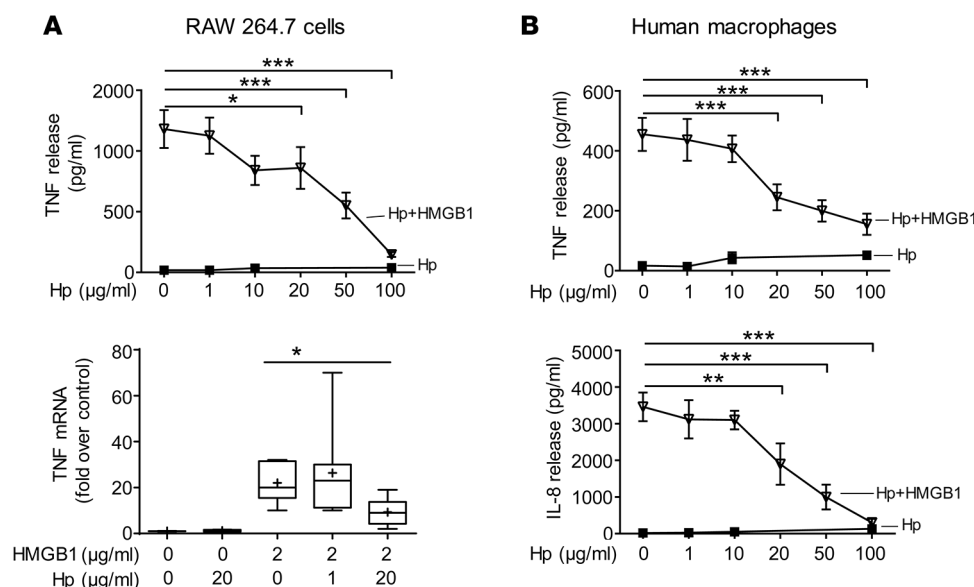 A RAW 264.7 cells
***
***
*
TNF release
(pg/ml)
2000
1000
500
0
Hp+HMGB1
Hp
Hp (µg/ml) 0 1 10 20 50 100
TNF mRNA
(fold over control)
80
60
40
20
0
*
HMGB1 (µg/ml) 0 0 2 2 2
Hp (µg/ml) 0 20 0 1 20
B Human macrophages
***
***
***
TNF release (pg/ml)
600
400
200
0
Hp+HMGB1
Hp
Hp (µg/ml) 0 1 10 20 50 100
***
***
**
IL-8 release (pg/ml)
5000
4000
3000
2000
1000
0
Hp+HMGB1
Hp
Hp (µg/ml) 0 1 10 20 50 100